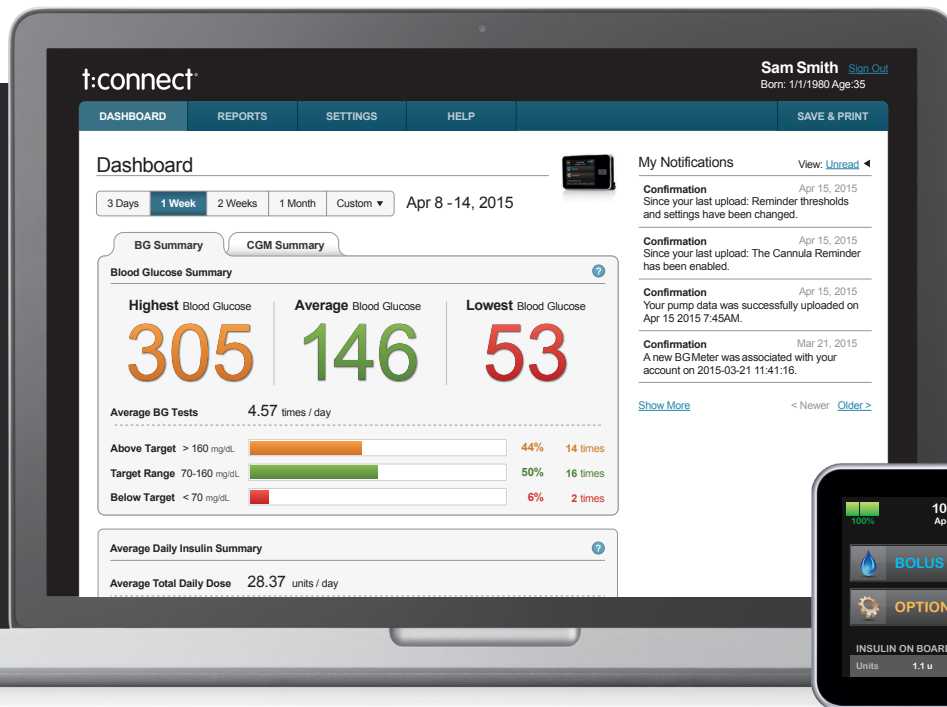 t:connect
Sam Smith Sign Out
Born: 1/1/1980 Age:35
DASHBOARD REPORTS SETTINGS HELP SAVE & PRINT
Dashboard
3 Days 1 Week 2 Weeks 1 Month Custom ▼ Apr 8 -14, 2015
BG Summary CGM Summary
Blood Glucose Summary ?
Highest Blood Glucose Average Blood Glucose Lowest Blood Glucose
305 146 53
Average BG Tests 4.57 times / day
Above Target > 160 mg/dL 44% 14 times
Target Range 70-160 mg/dL 50% 16 times
Below Target < 70 mg/dL 6% 2 times
Average Daily Insulin Summary ?
Average Total Daily Dose 28.37 units / day
My Notifications View: Unread ◀
Confirmation Apr 15, 2015
Since your last upload: Reminder thresholds
and settings have been changed.
Confirmation Apr 15, 2015
Since your last upload: The Cannula Reminder
has been enabled.
Confirmation Apr 15, 2015
Your pump data was successfully uploaded on
Apr 15 2015 7:45AM.
Confirmation Mar 21, 2015
A new BGMeter was associated with your
account on 2015-03-21 11:41:16.
Show More < Newer Older >
100% 10
Ap
BOLUS
OPTION
INSULIN ON BOARD
Units 1.1 u